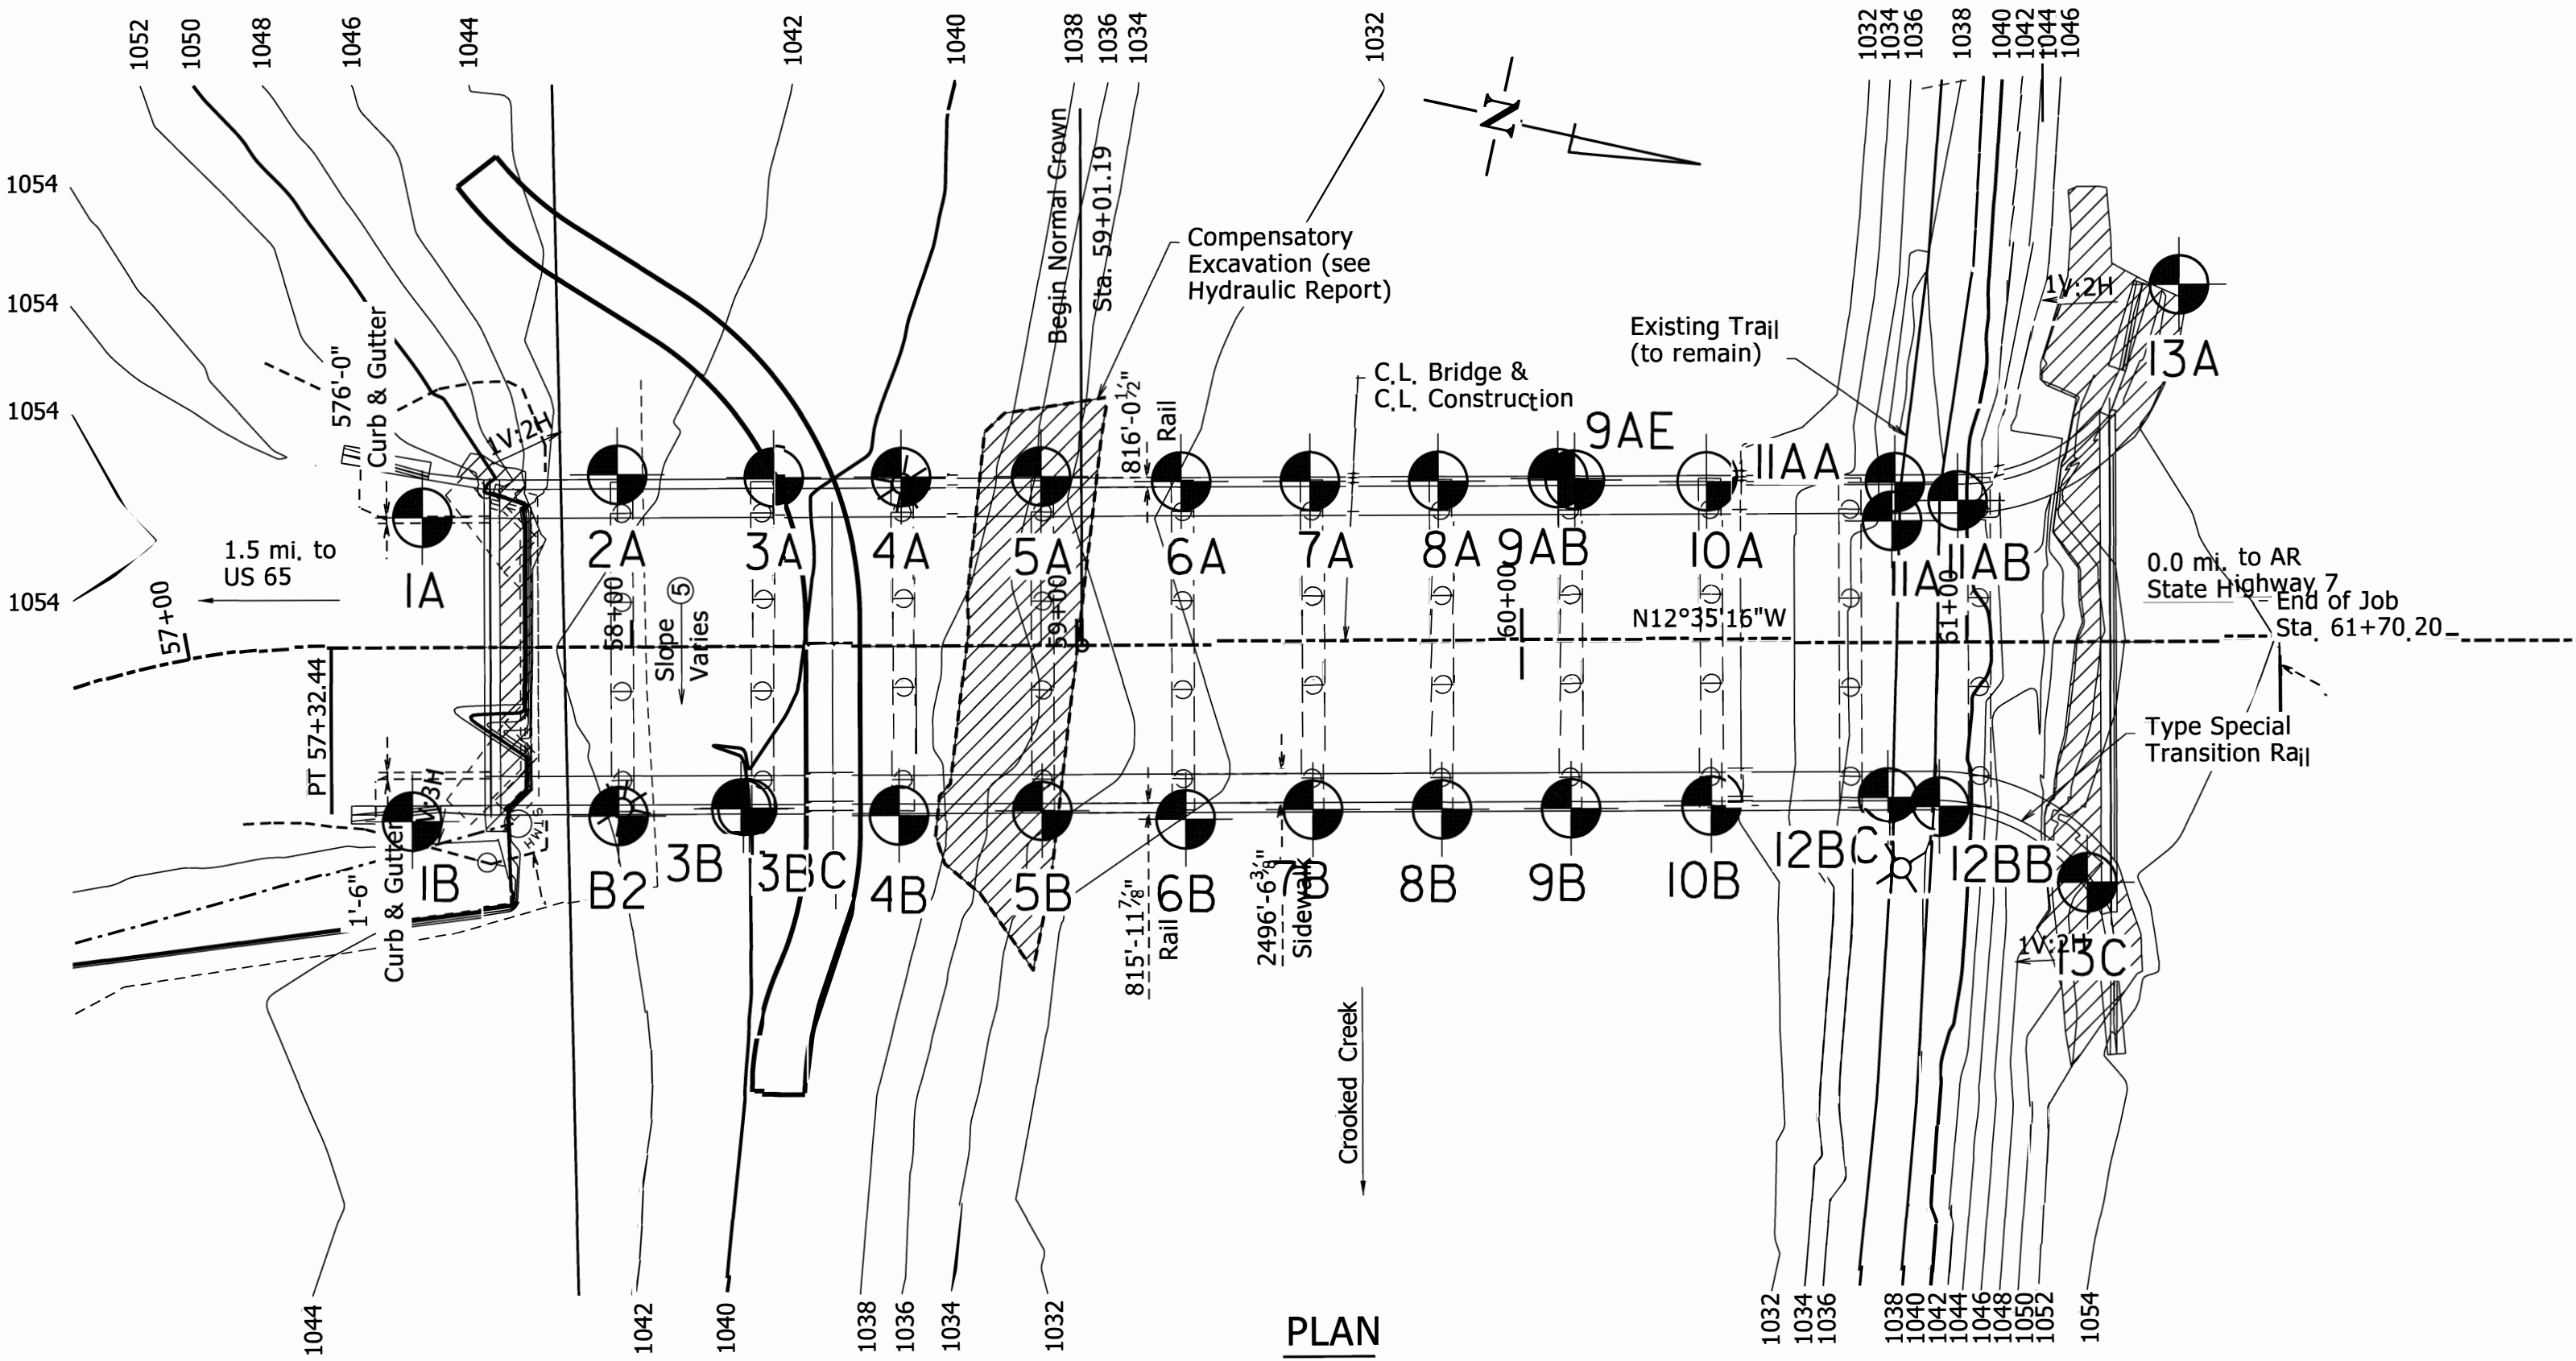 1052
1050
1048
1046
1044
1042
1040
1038
1036
1034
1032
1032
1034
1036
1038
1040
1042
1044
1046
N
1054
1054
1054
1054
Begin Normal Crown
Sta. 59+01.19
Compensatory
Excavation (see
Hydraulic Report)
Existing Trail
(to remain)
C.L. Bridge &
C.L. Construction
576'-0"
Curb & Gutter
1V:2H
816'-0½"
Rail
1V:2H
13A
9AE
11AA
1A
2A
3A
4A
5A
6A
7A
8A
9AB
10A
11A
11AB
1.5 mi. to
US 65
0.0 mi. to AR
State Highway 7
End of Job
Sta. 61+70.20
57+00
58+00
59+00
60+00
61+00
N12°35'16"W
5
Slope
Varies
PT 57+32.44
Type Special
Transition Rail
1V:3H
STMH
1B
B2
3B
3BC
4B
5B
6B
7B
8B
9B
10B
12BC
12BB
13C
1V:2H
1'-6"
Curb & Gutter
815'-11⅞"
Rail
2496'-6⅜"
Sidewalk
Crooked Creek
1044
1042
1040
1038
1036
1034
1032
1032
1034
1036
1038
1040
1042
1044
1046
1048
1050
1052
1054
PLAN